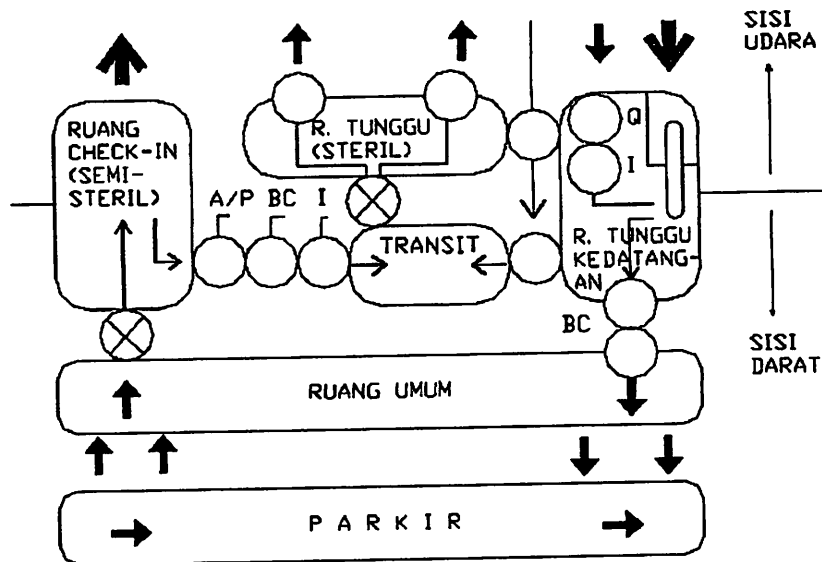 SISI
UDARA
RUANG
CHECK-IN
(SEMI-
STERIL)
R. TUNGGU
(STERIL)
Q
I
A/P BC I
TRANSIT
R. TUNGGU
KEDATANG-
AN
BC
SISI
DARAT
RUANG UMUM
P A R K I R